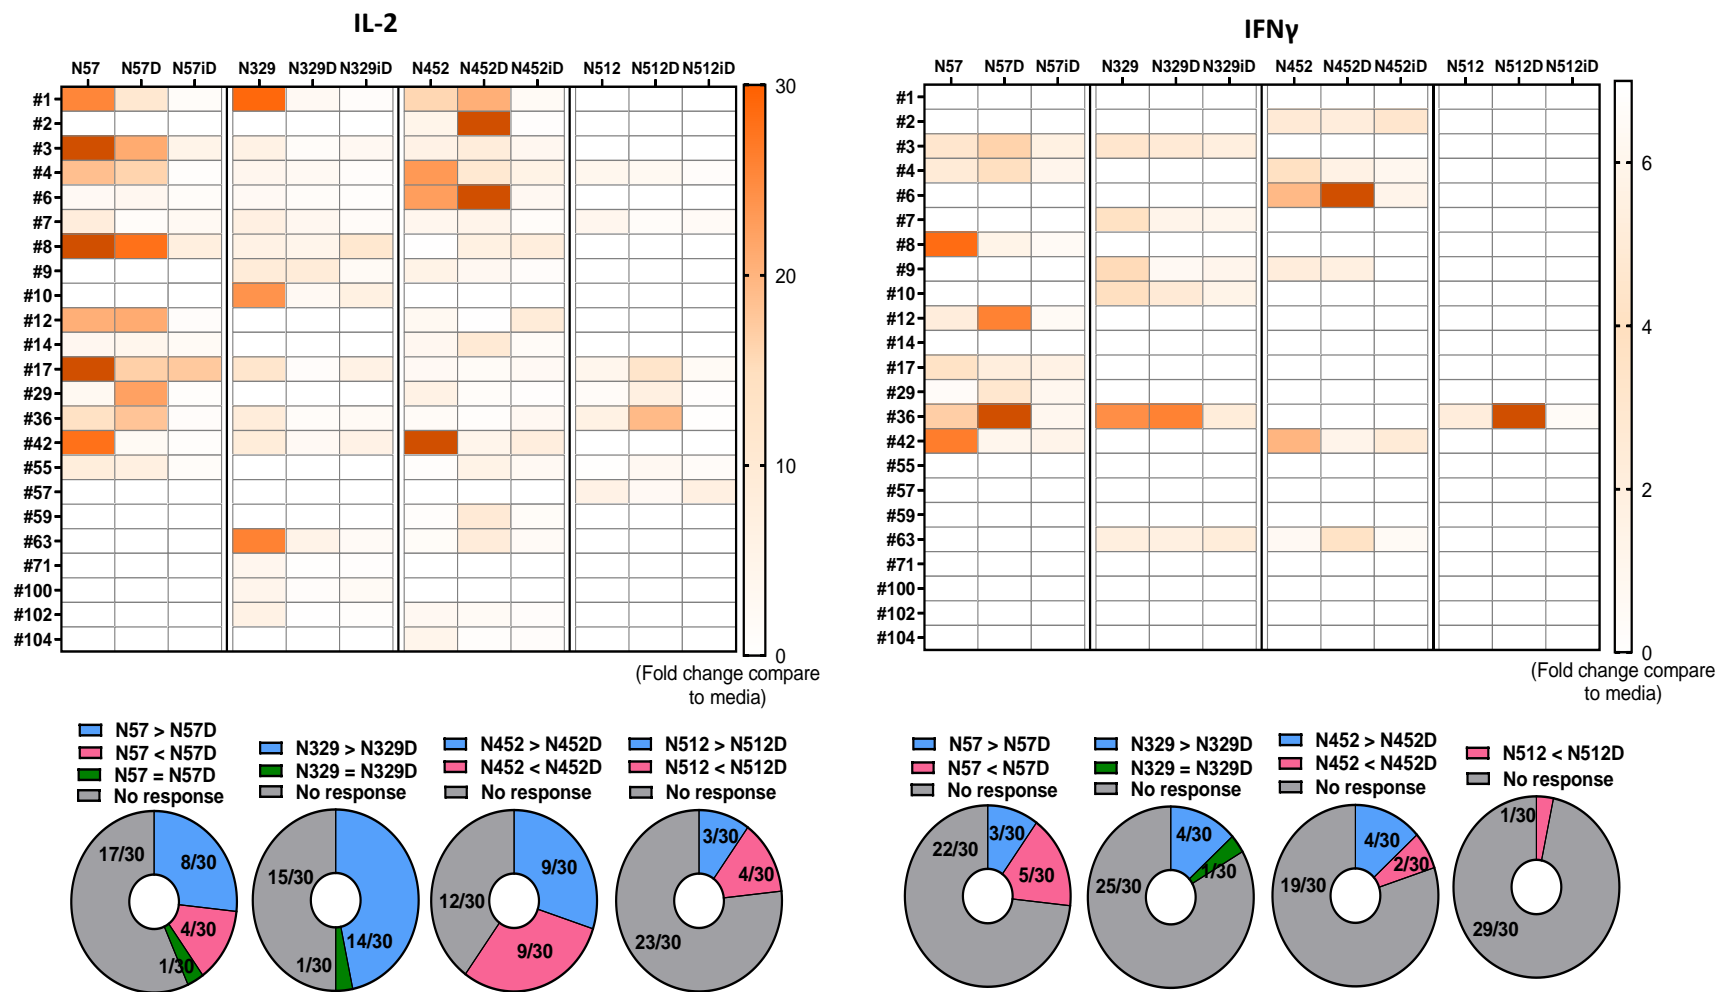 IL-2
N57 N57D N57iD N329 N329D N329iD N452 N452D N452iD N512 N512D N512iD
#1
#2
#3
#4
#6
#7
#8
#9
#10
#12
#14
#17
#29
#36
#42
#55
#57
#59
#63
#71
#100
#102
#104
30
20
10
0
(Fold change compare
to media)
N57 > N57D
N57 < N57D
N57 = N57D
No response
17/30
8/30
4/30
1/30
N329 > N329D
N329 = N329D
No response
15/30
14/30
1/30
N452 > N452D
N452 < N452D
No response
12/30
9/30
9/30
N512 > N512D
N512 < N512D
No response
3/30
4/30
23/30
IFNγ
N57 N57D N57iD N329 N329D N329iD N452 N452D N452iD N512 N512D N512iD
#1
#2
#3
#4
#6
#7
#8
#9
#10
#12
#14
#17
#29
#36
#42
#55
#57
#59
#63
#71
#100
#102
#104
6
4
2
0
(Fold change compare
to media)
N57 > N57D
N57 < N57D
No response
22/30
3/30
5/30
N329 > N329D
N329 = N329D
No response
25/30
4/30
1/30
N452 > N452D
N452 < N452D
No response
19/30
4/30
2/30
N512 < N512D
No response
1/30
29/30